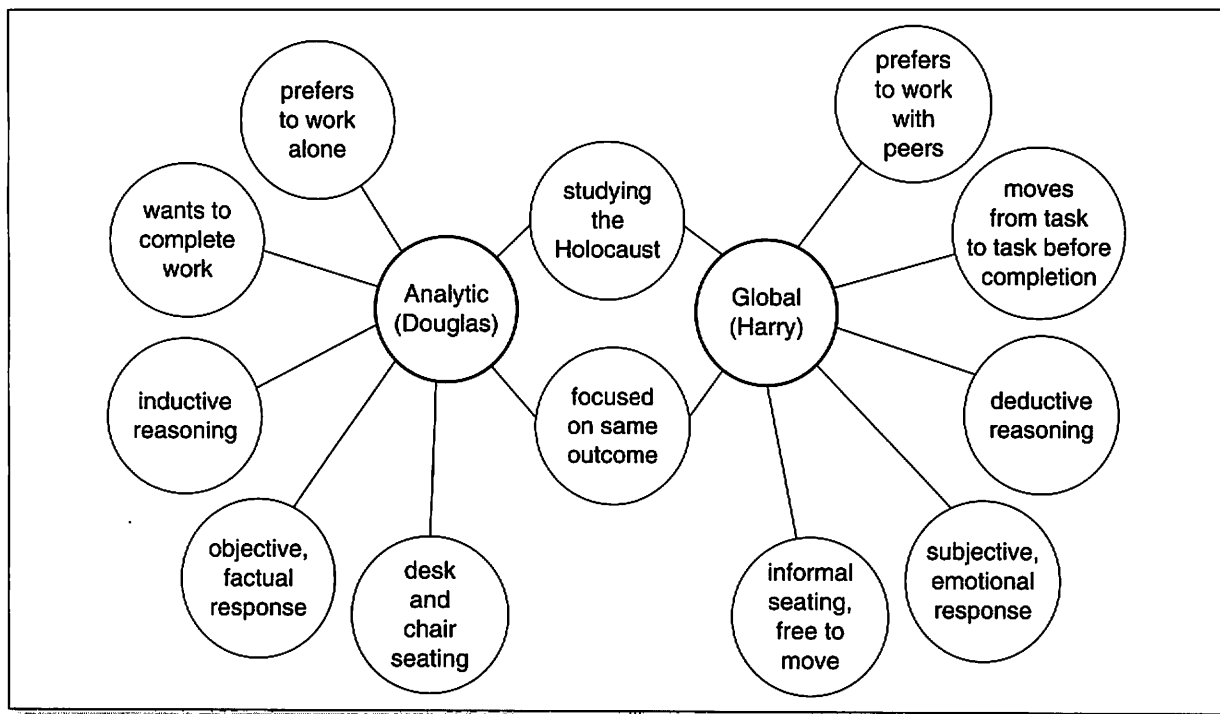 prefers
to work
alone
wants to
complete
work
inductive
reasoning
objective,
factual
response
desk
and
chair
seating
Analytic
(Douglas)
studying
the
Holocaust
focused
on same
outcome
Global
(Harry)
prefers
to work
with
peers
moves
from task
to task before
completion
deductive
reasoning
subjective,
emotional
response
informal
seating,
free to
move